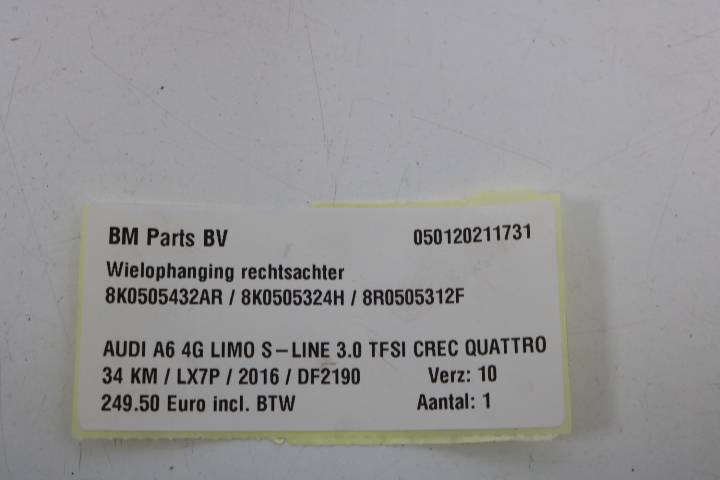 BM Parts BV 050120211731
Wielophanging rechtsachter
8K0505432AR / 8K0505324H / 8R0505312F
AUDI A6 4G LIMO S-LINE 3.0 TFSI CREC QUATTRO
34 KM / LX7P / 2016 / DF2190 Verz: 10
249.50 Euro incl. BTW Aantal: 1